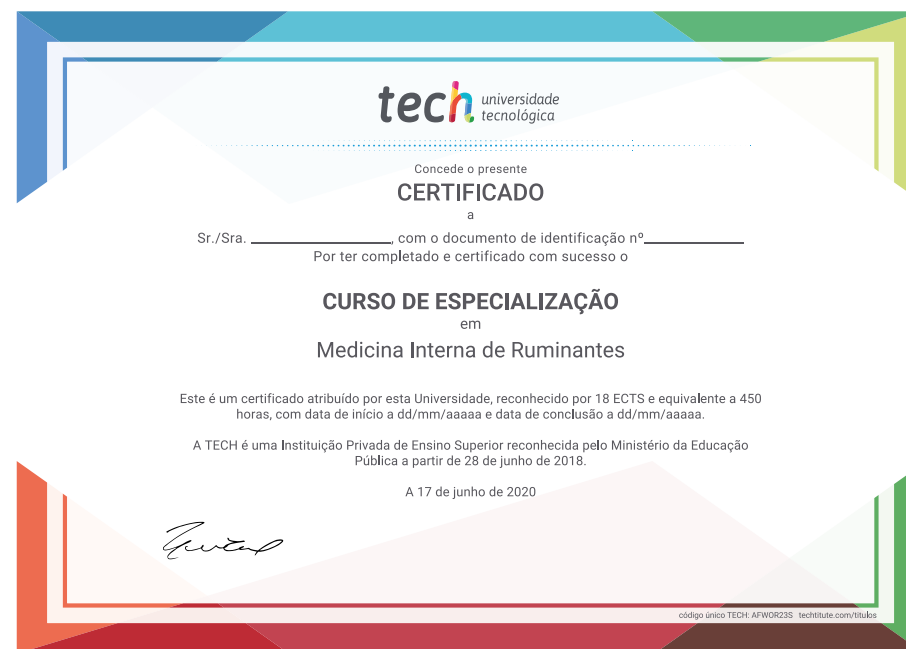 tech universidade
tecnológica
Concede o presente
CERTIFICADO
a
Sr./Sra. ____________________, com o documento de identificação nº______________
Por ter completado e certificado com sucesso o
CURSO DE ESPECIALIZAÇÃO
em
Medicina Interna de Ruminantes
Este é um certificado atribuído por esta Universidade, reconhecido por 18 ECTS e equivalente a 450
horas, com data de início a dd/mm/aaaaa e data de conclusão a dd/mm/aaaaa.
A TECH é uma Instituição Privada de Ensino Superior reconhecida pelo Ministério da Educação
Pública a partir de 28 de junho de 2018.
A 17 de junho de 2020
código único TECH: AFWOR23S techtitute.com/titulos